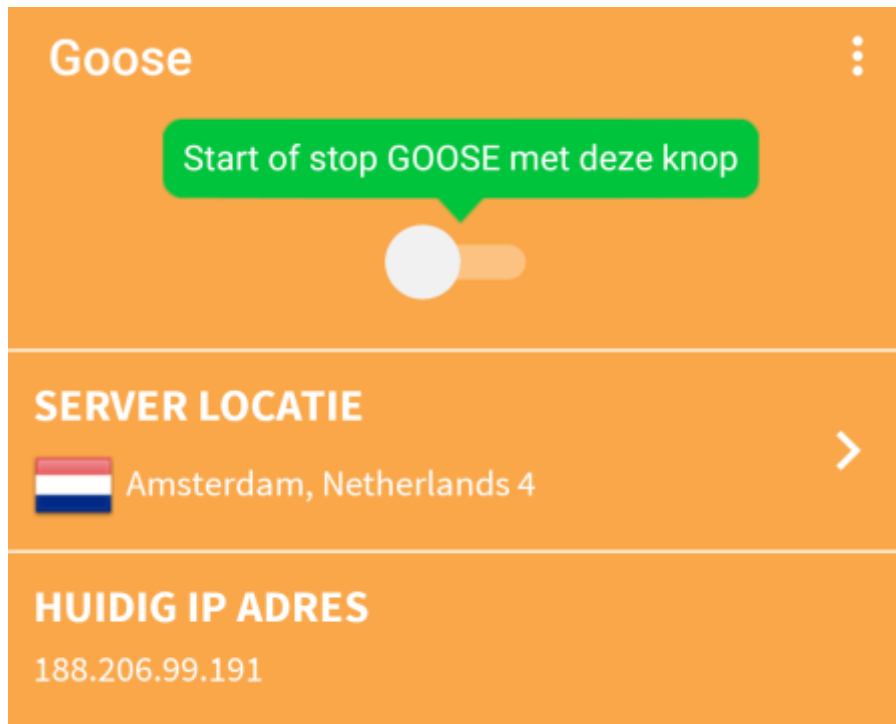 Goose
Start of stop GOOSE met deze knop
SERVER LOCATIE
Amsterdam, Netherlands 4
HUIDIG IP ADRES
188.206.99.191